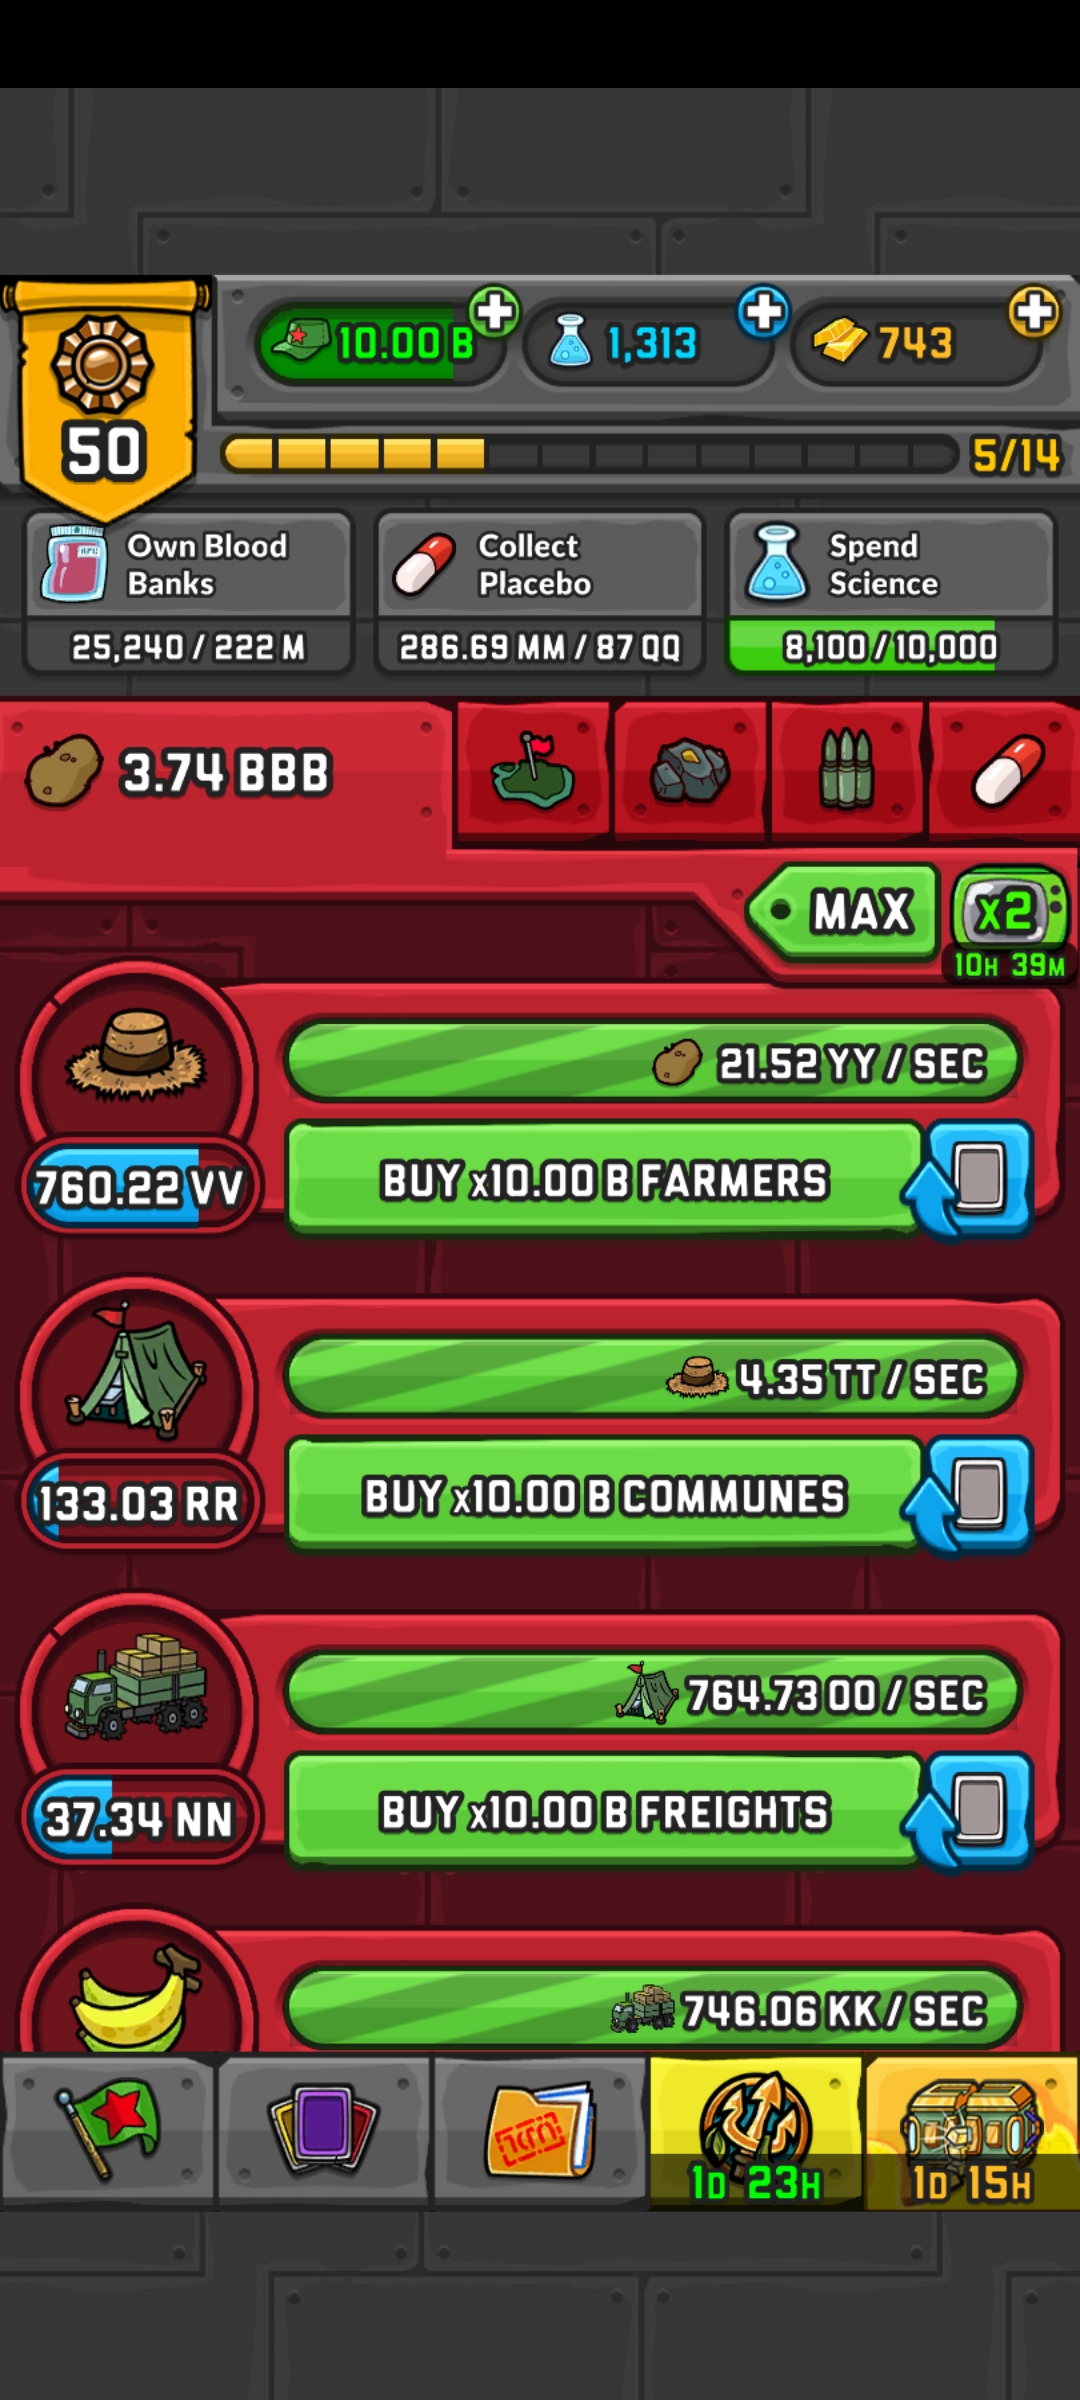 10.00 B
1,313
743
50
5/14
Own Blood
Banks
25,240 / 222 M
Collect
Placebo
286.69 MM / 87 QQ
Spend
Science
8,100 / 10,000
3.74 BBB
MAX
x2
10H 39M
21.52 YY / SEC
760.22 VV
BUY x10.00 B FARMERS
4.35 TT / SEC
133.03 RR
BUY x10.00 B COMMUNES
764.73 OO / SEC
37.34 NN
BUY x10.00 B FREIGHTS
746.06 KK / SEC
1D 23H
1D 15H